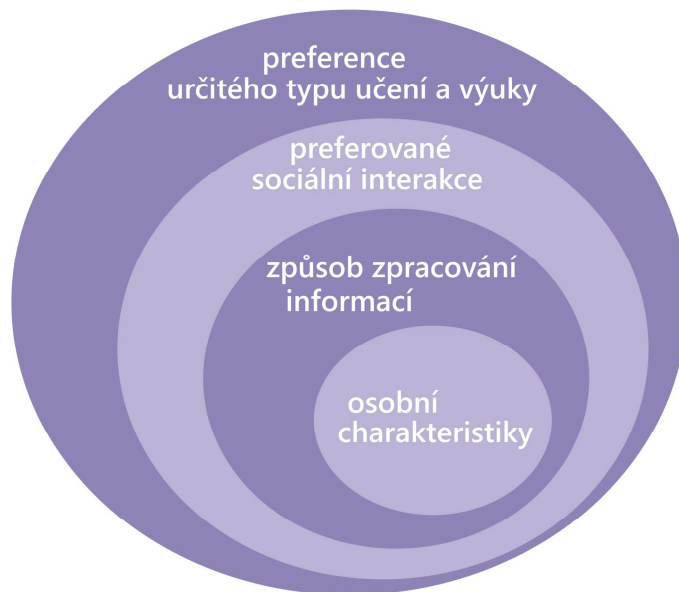 preference
určitého typu učení a výuky
preferované
sociální interakce
způsob zpracování
informací
osobní
charakteristiky